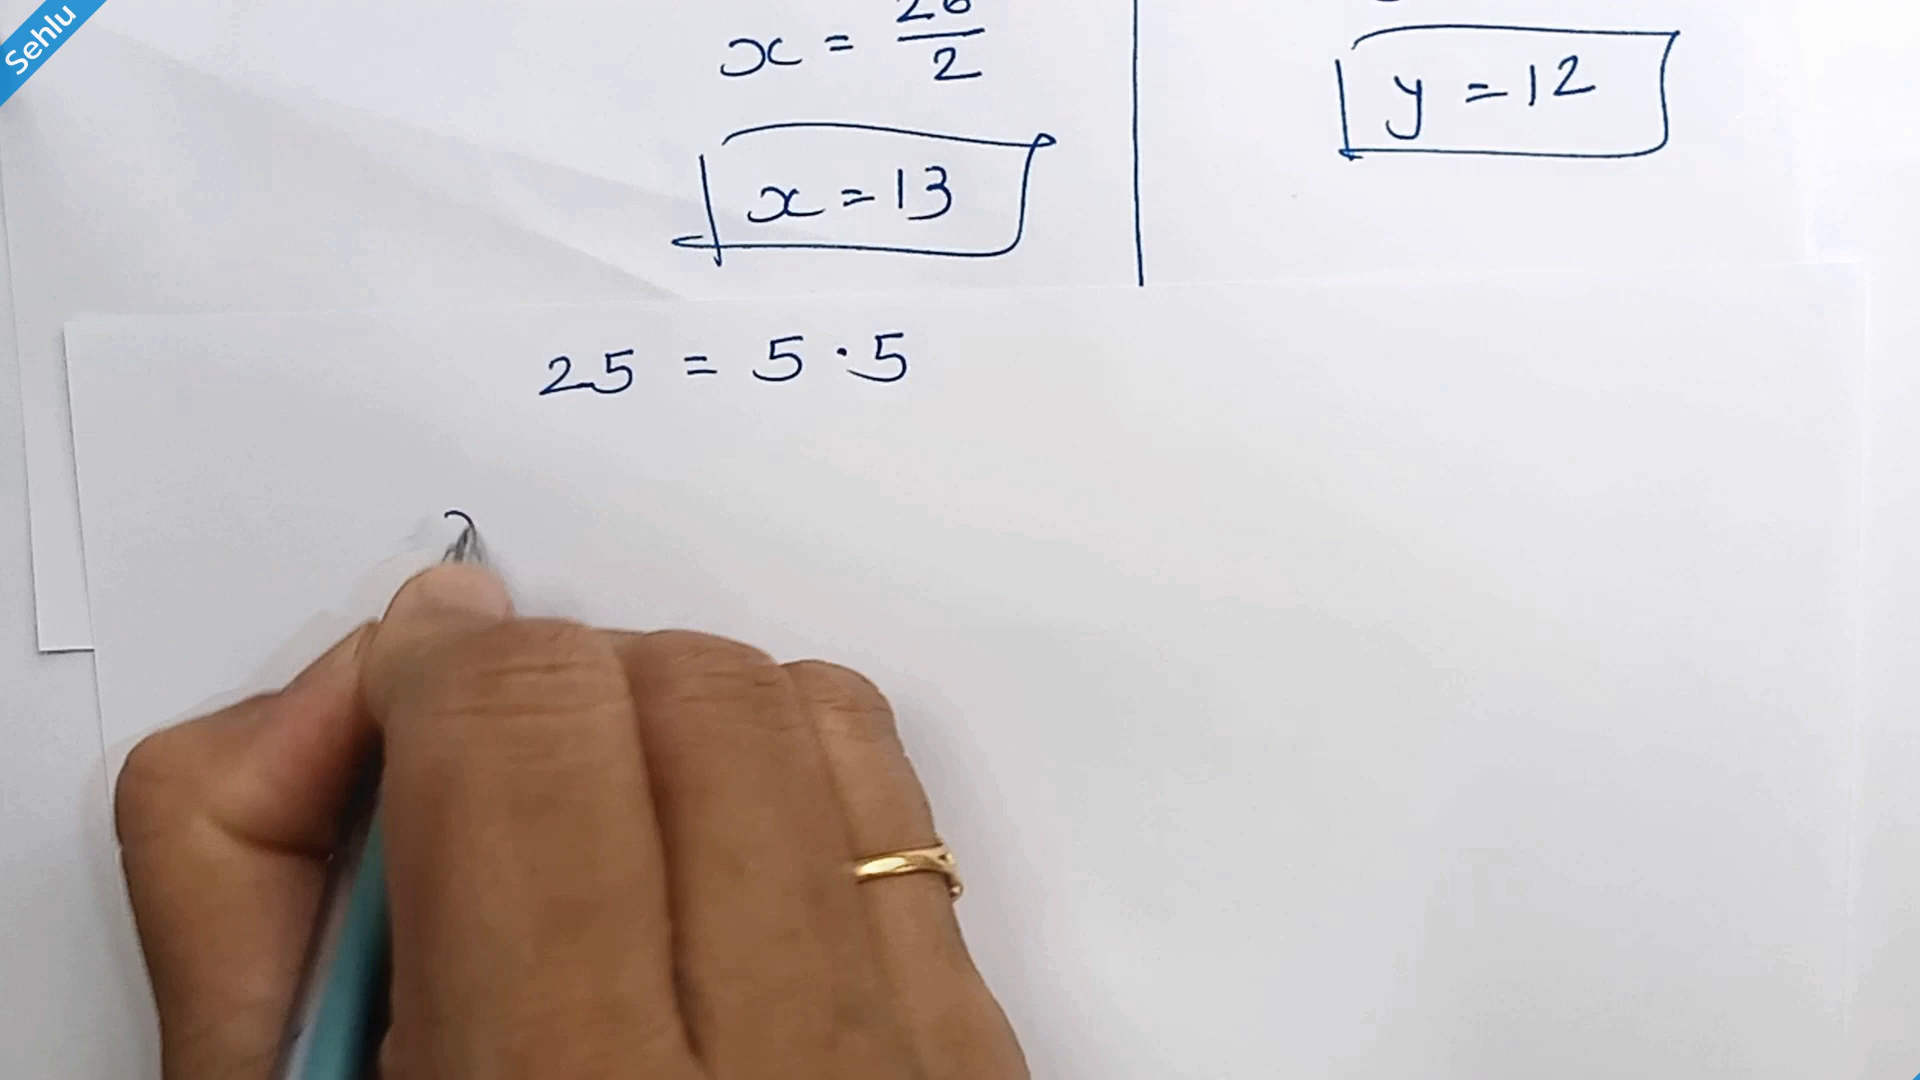 Sehlu
x = 26/2
x = 13
y = 12
25 = 5 · 5